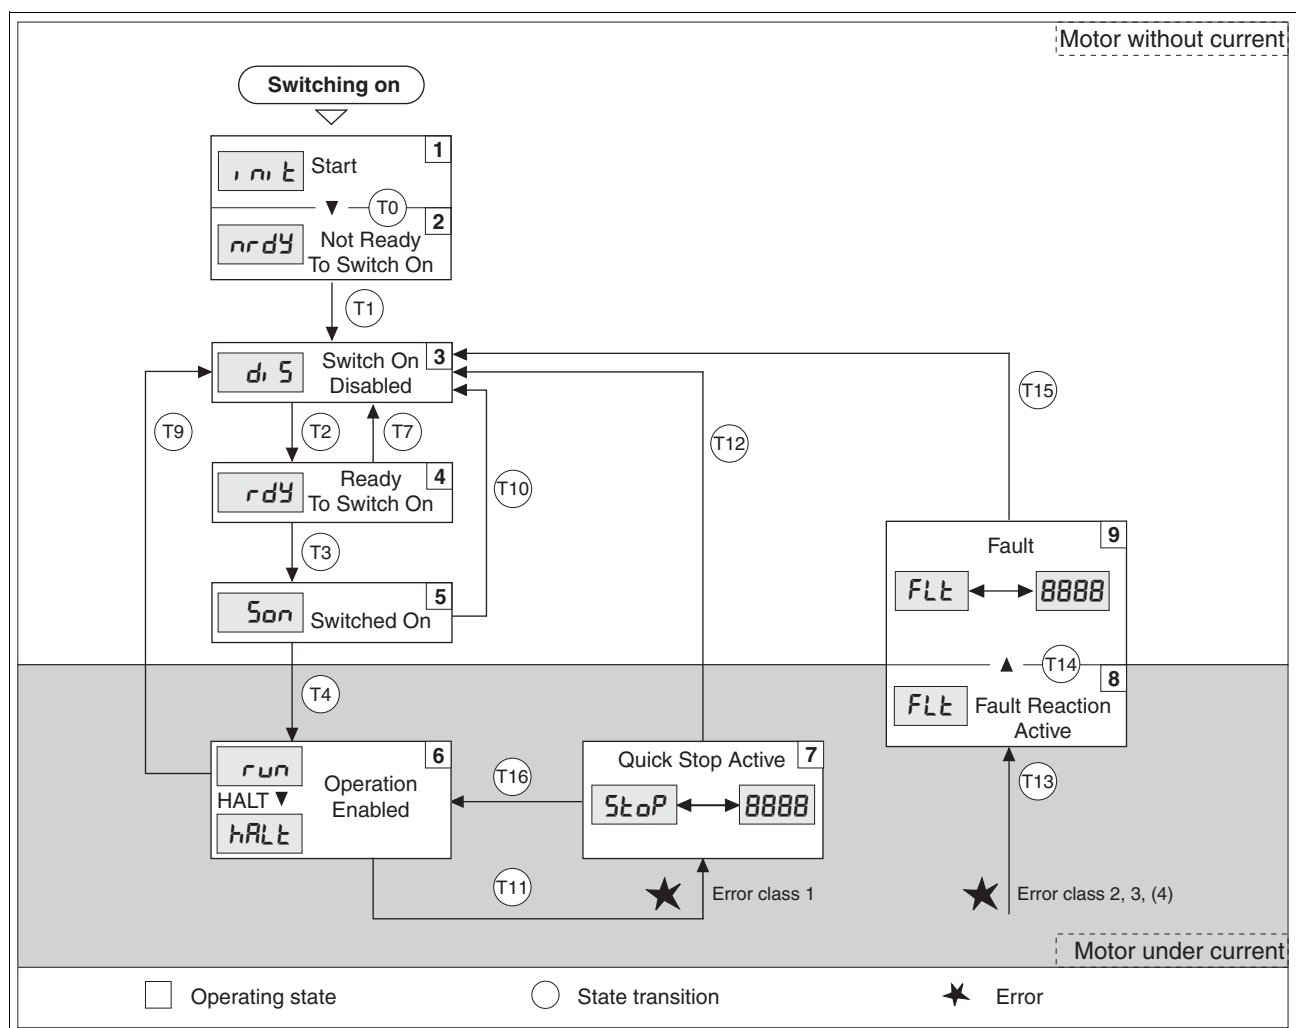 Motor without current
Switching on
1
init Start
T0
2
nrdY Not Ready
To Switch On
T1
3
diS Switch On
Disabled
T9
T2
T7
T10
T12
T15
4
rdY Ready
To Switch On
T3
5
Son Switched On
9
Fault
FLt 8888
T14
8
FLt Fault Reaction
Active
T4
6
run
HALT
hALt
Operation
Enabled
T16
7
Quick Stop Active
StoP 8888
T13
T11
Error class 1
Error class 2, 3, (4)
Motor under current
Operating state
State transition
Error